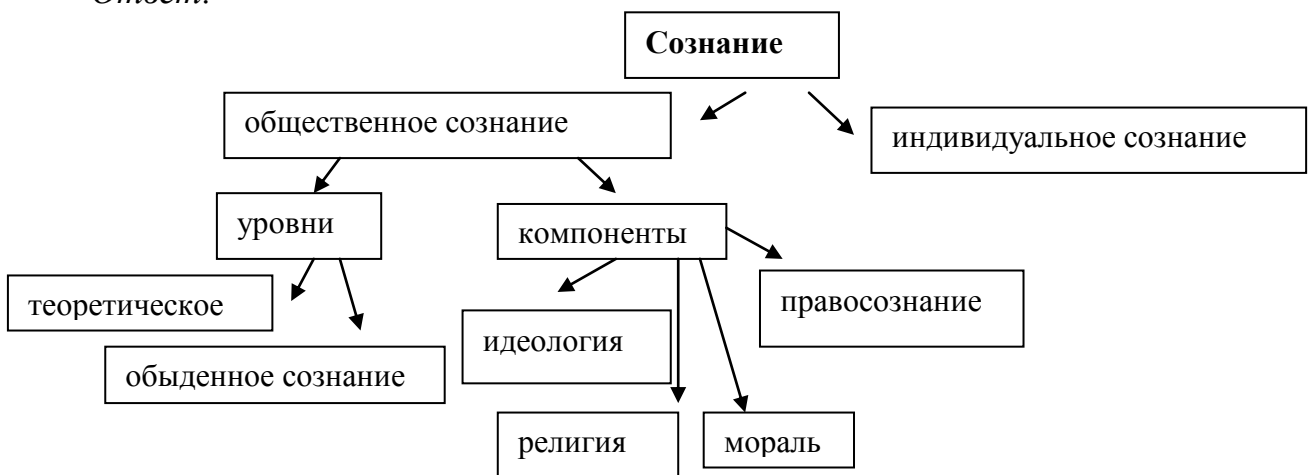 Ответ:
Сознание
общественное сознание
индивидуальное сознание
уровни
компоненты
теоретическое
правосознание
идеология
обыденное сознание
религия
мораль